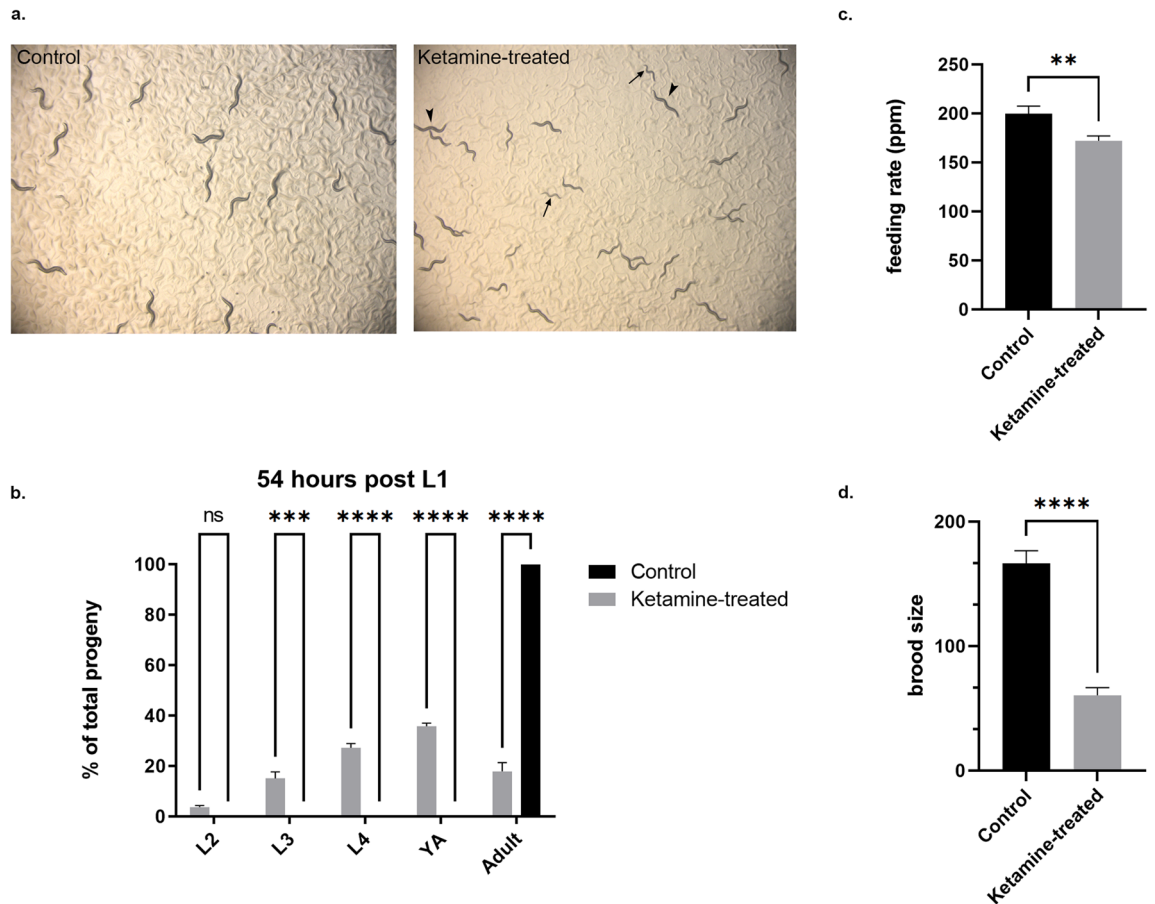 a.
Control
Ketamine-treated
b.
54 hours post L1
ns
***
****
****
****
% of total progeny
100
80
60
40
20
0
L2
L3
L4
YA
Adult
Control
Ketamine-treated
c.
**
feeding rate (ppm)
250
200
150
100
50
0
Control
Ketamine-treated
d.
****
brood size
200
100
0
Control
Ketamine-treated